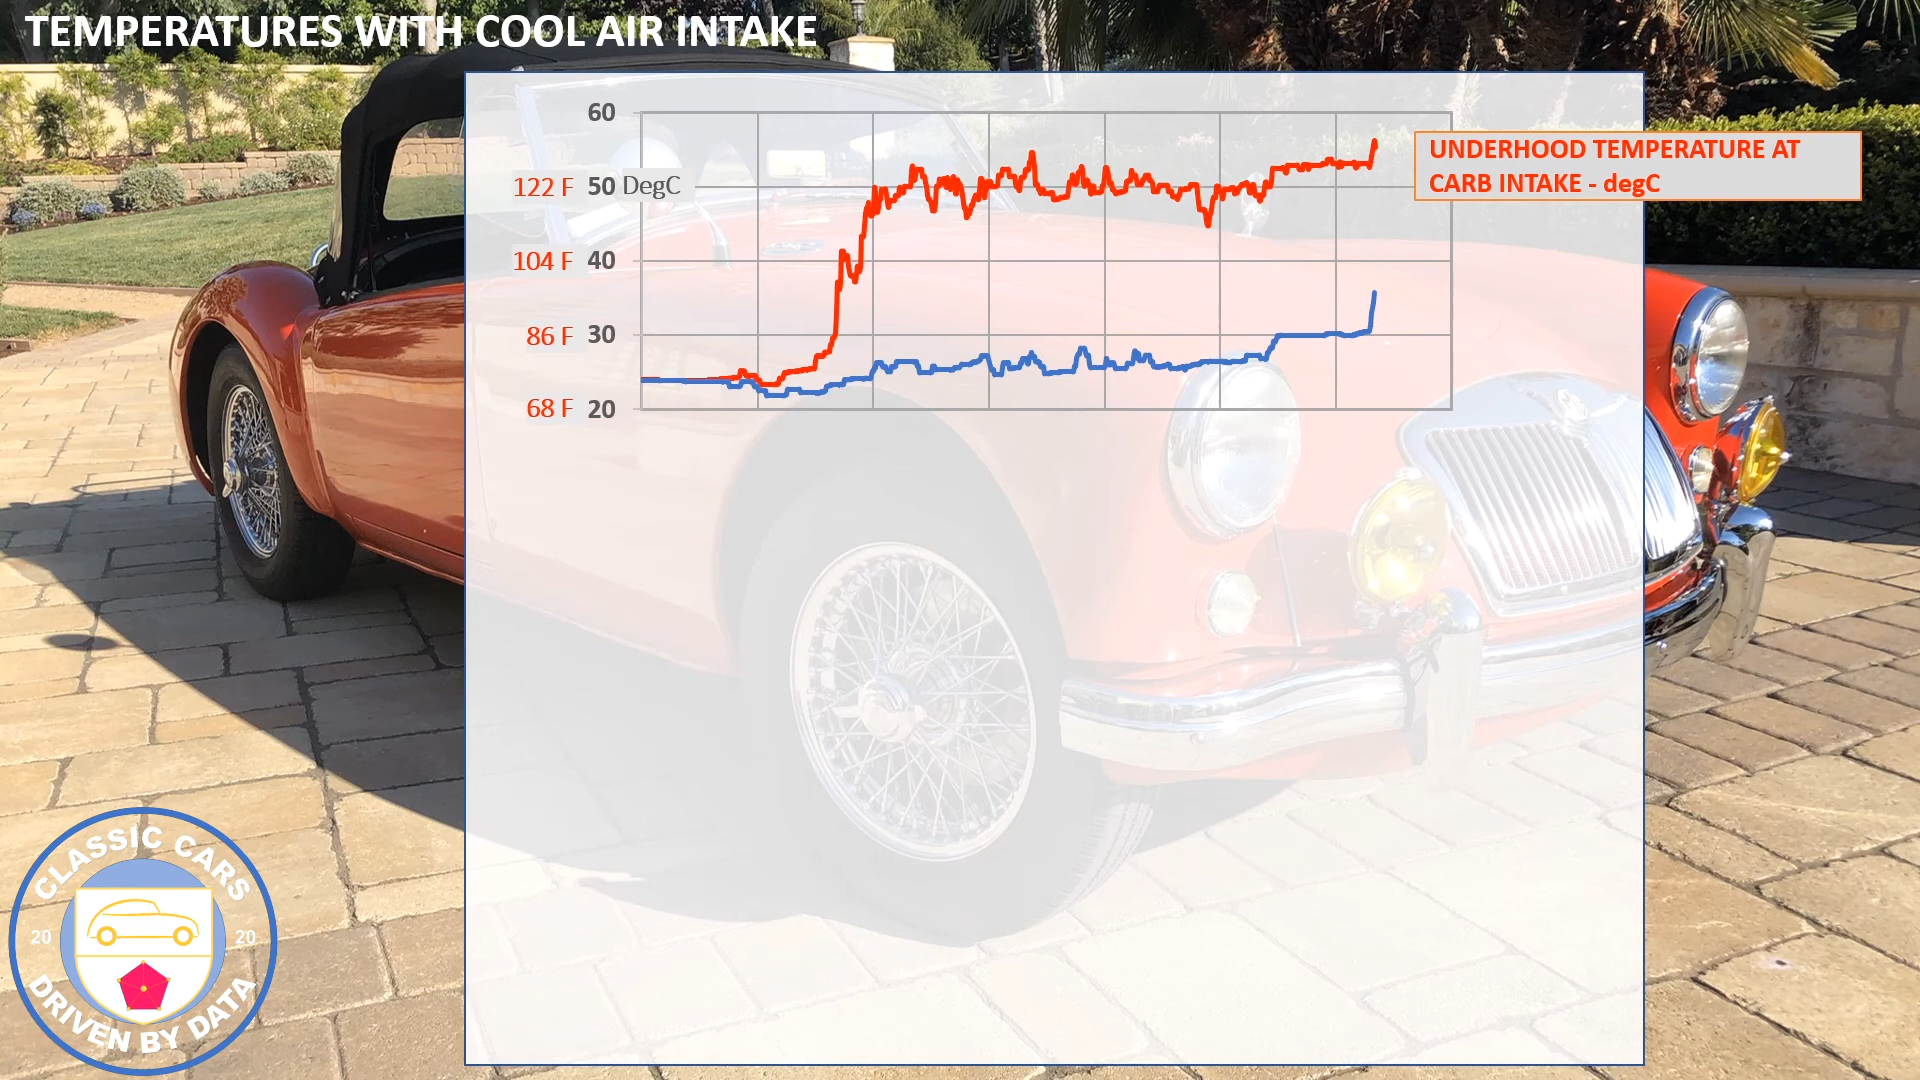 TEMPERATURES WITH COOL AIR INTAKE
60
122 F 50 DegC
104 F 40
86 F 30
68 F 20
UNDERHOOD TEMPERATURE AT
CARB INTAKE - degC
CLASSIC CARS
20 20
DRIVEN BY DATA